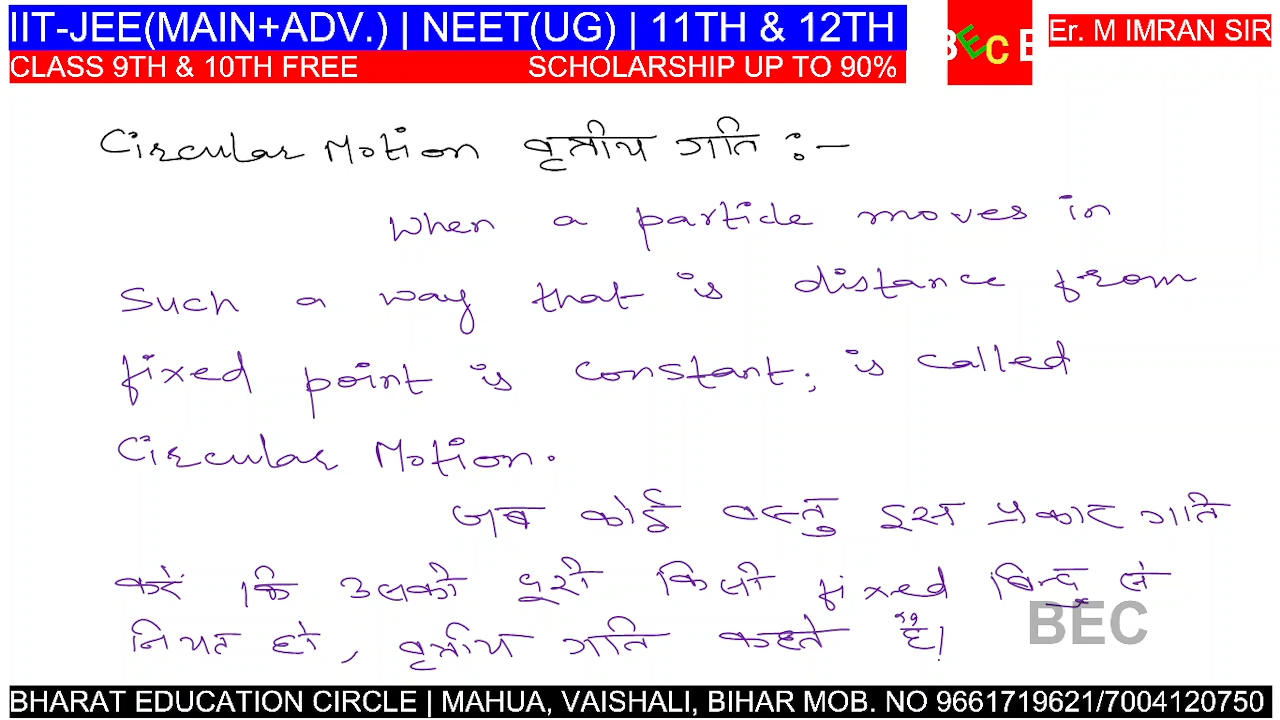 IIT-JEE(MAIN+ADV.) | NEET(UG) | 11TH & 12TH
BEC
Er. M IMRAN SIR
CLASS 9TH & 10TH FREE SCHOLARSHIP UP TO 90%
Circular Motion वृत्तीय गति :-
When a particle moves in
Such a way that is distance from
fixed point is constant, is called
Circular Motion.
जब कोई वस्तु इस प्रकार गति
करे कि उसकी दूरी किसी fixed बिन्दु से
नियत हो, वृत्तीय गति कहते हैं।
BEC
BHARAT EDUCATION CIRCLE | MAHUA, VAISHALI, BIHAR MOB. NO 9661719621/7004120750